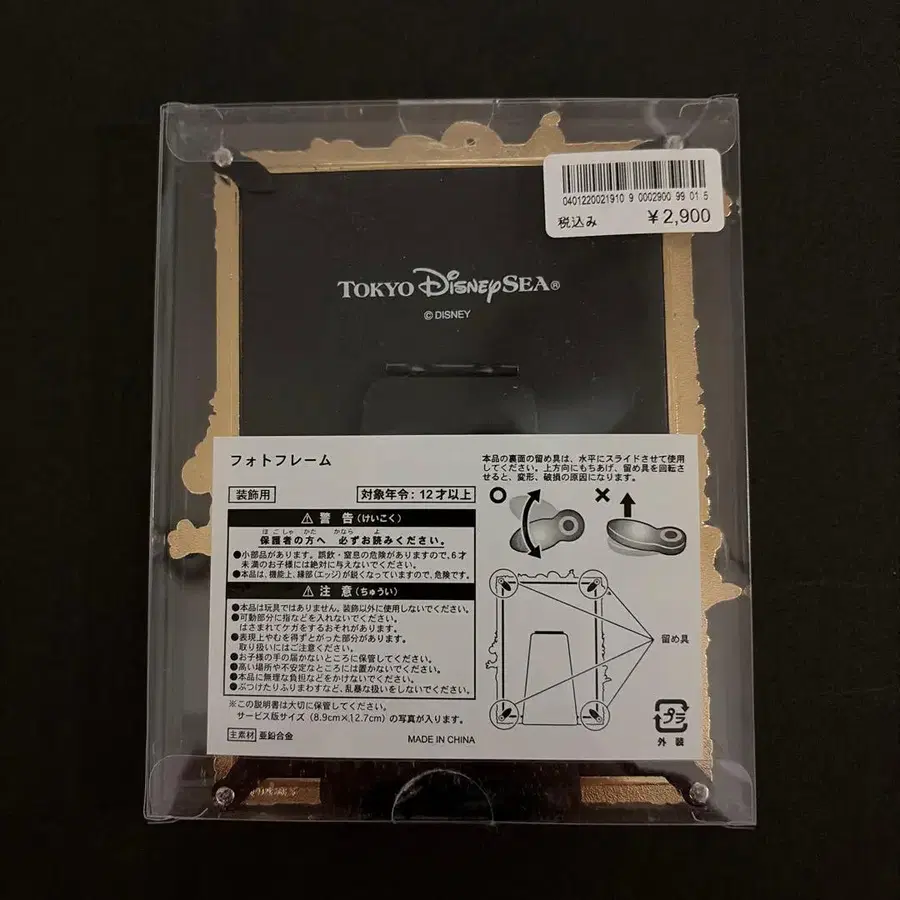 0401220021910 9 0002900 99 01 5
税込み ￥2,900
TOKYO DISNEYSEA®
© DISNEY
フォトフレーム
装飾用 対象年令：12才以上
⚠ 警 告（けいこく）
ほごしゃ かた かなら よ
保護者の方へ 必ずお読みください。
●小部品があります。誤飲・窒息の危険がありますので、6才
未満のお子様には絶対に与えないでください。
●本品は、機能上、縁部（エッジ）が鋭くなっていますので、危険です。
⚠ 注 意（ちゅうい）
●本品は玩具ではありません。装飾以外に使用しないでください。
●可動部分に指などを入れないでください。
はさまれてケガをするおそれがあります。
●表現上やむを得ずとがった部分があります。
取り扱いにはご注意ください。
●お子様の手の届かないところに保管してください。
●高い場所や不安定なところには置かないでください。
●本品に無理な負担などをかけないでください。
●ぶつけたりふりまわすなど、乱暴な扱いをしないでください。
※この説明書は大切に保管してください。
サービス版サイズ（8.9cm×12.7cm）の写真が入ります。
主素材 亜鉛合金
MADE IN CHINA
本品の裏面の留め具は、水平にスライドさせて使用
してください。上方向にもちあげ、留め具を回転さ
せると、変形、破損の原因になります。
留め具
プラ
外 装